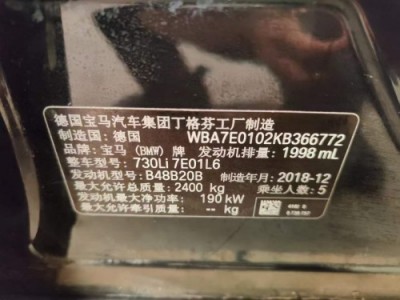 德国宝马汽车集团丁格芬工厂制造
制造国：德国 WBA7E0102KB366772
品牌：宝马 (BMW) 牌 发动机排量：1998 mL
整车型号：730Li 7E01L6
发动机型号：B48B20B 制造年月：2018-12
最大允许总质量：2400 kg 乘坐人数：5
发动机最大净功率：190 kW
最大允许牵引质量：- kg